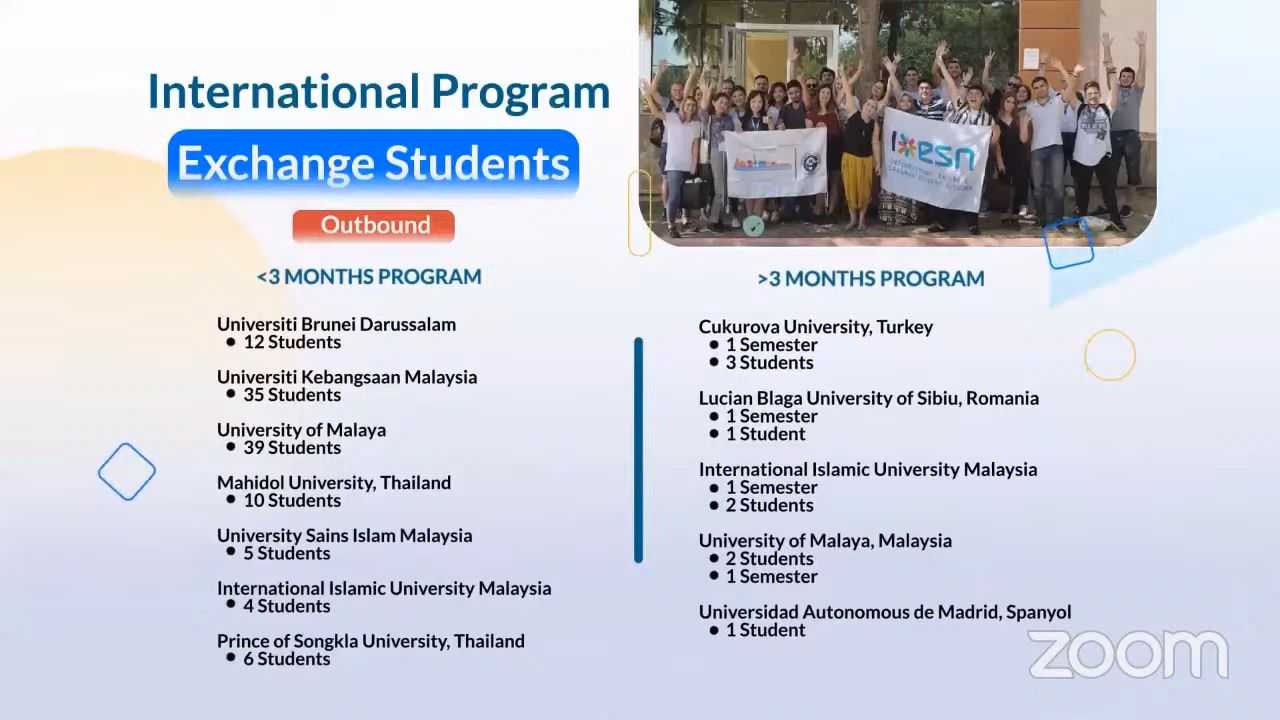 International Program
Exchange Students
Outbound
<3 MONTHS PROGRAM
Universiti Brunei Darussalam
• 12 Students
Universiti Kebangsaan Malaysia
• 35 Students
University of Malaya
• 39 Students
Mahidol University, Thailand
• 10 Students
University Sains Islam Malaysia
• 5 Students
International Islamic University Malaysia
• 4 Students
Prince of Songkla University, Thailand
• 6 Students
>3 MONTHS PROGRAM
Cukurova University, Turkey
• 1 Semester
• 3 Students
Lucian Blaga University of Sibiu, Romania
• 1 Semester
• 1 Student
International Islamic University Malaysia
• 1 Semester
• 2 Students
University of Malaya, Malaysia
• 2 Students
• 1 Semester
Universidad Autonomous de Madrid, Spanyol
• 1 Student
esn
zoom